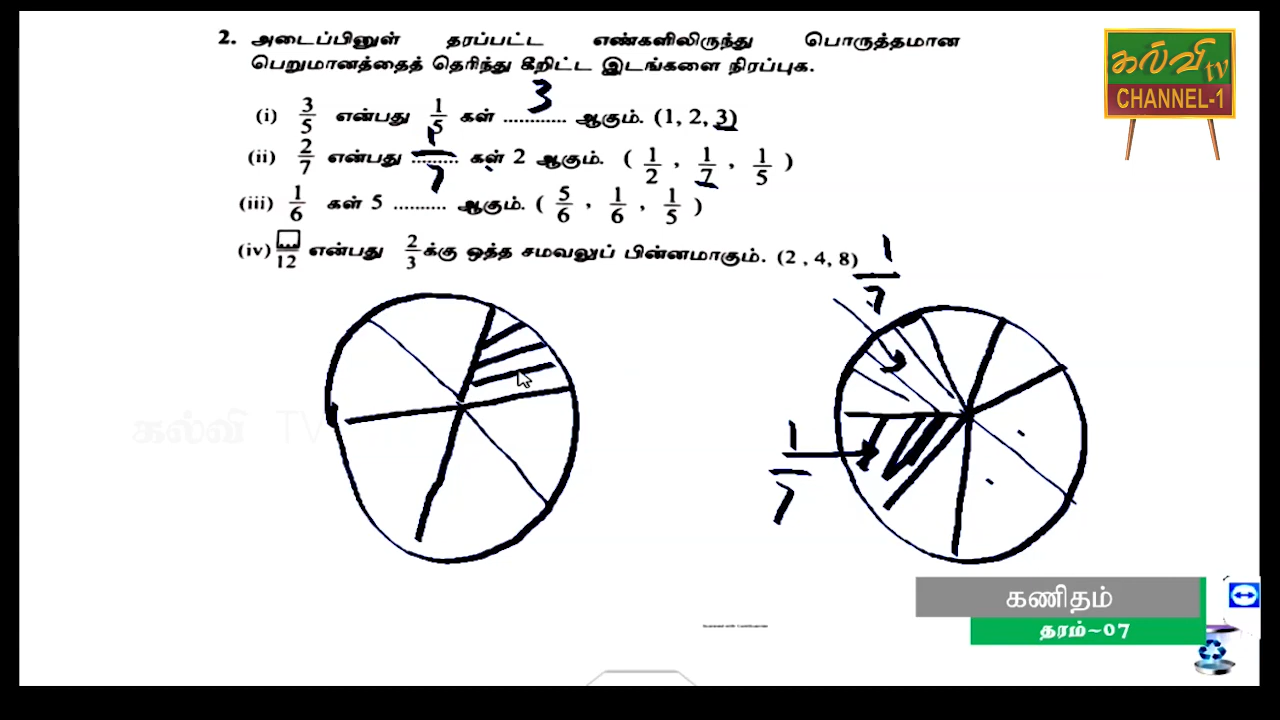 2. அடைப்பினுள் தரப்பட்ட எண்களிலிருந்து பொருத்தமான
பெறுமானத்தைத் தெரிந்து கீறிட்ட இடங்களை நிரப்புக.
(i) 3/5 என்பது 1/5 கள் ............ ஆகும். (1, 2, 3)
3
(ii) 2/7 என்பது ......... கள் 2 ஆகும். ( 1/2 , 1/7 , 1/5 )
1/7
(iii) 1/6 கள் 5 .......... ஆகும். ( 5/6 , 1/6 , 1/5 )
(iv) ...../12 என்பது 2/3 க்கு ஒத்த சமவலுப் பின்னமாகும். (2 , 4, 8)
1/7
1/7
கல்வி tv
CHANNEL-1
கல்வி TV
கணிதம்
தரம்-07